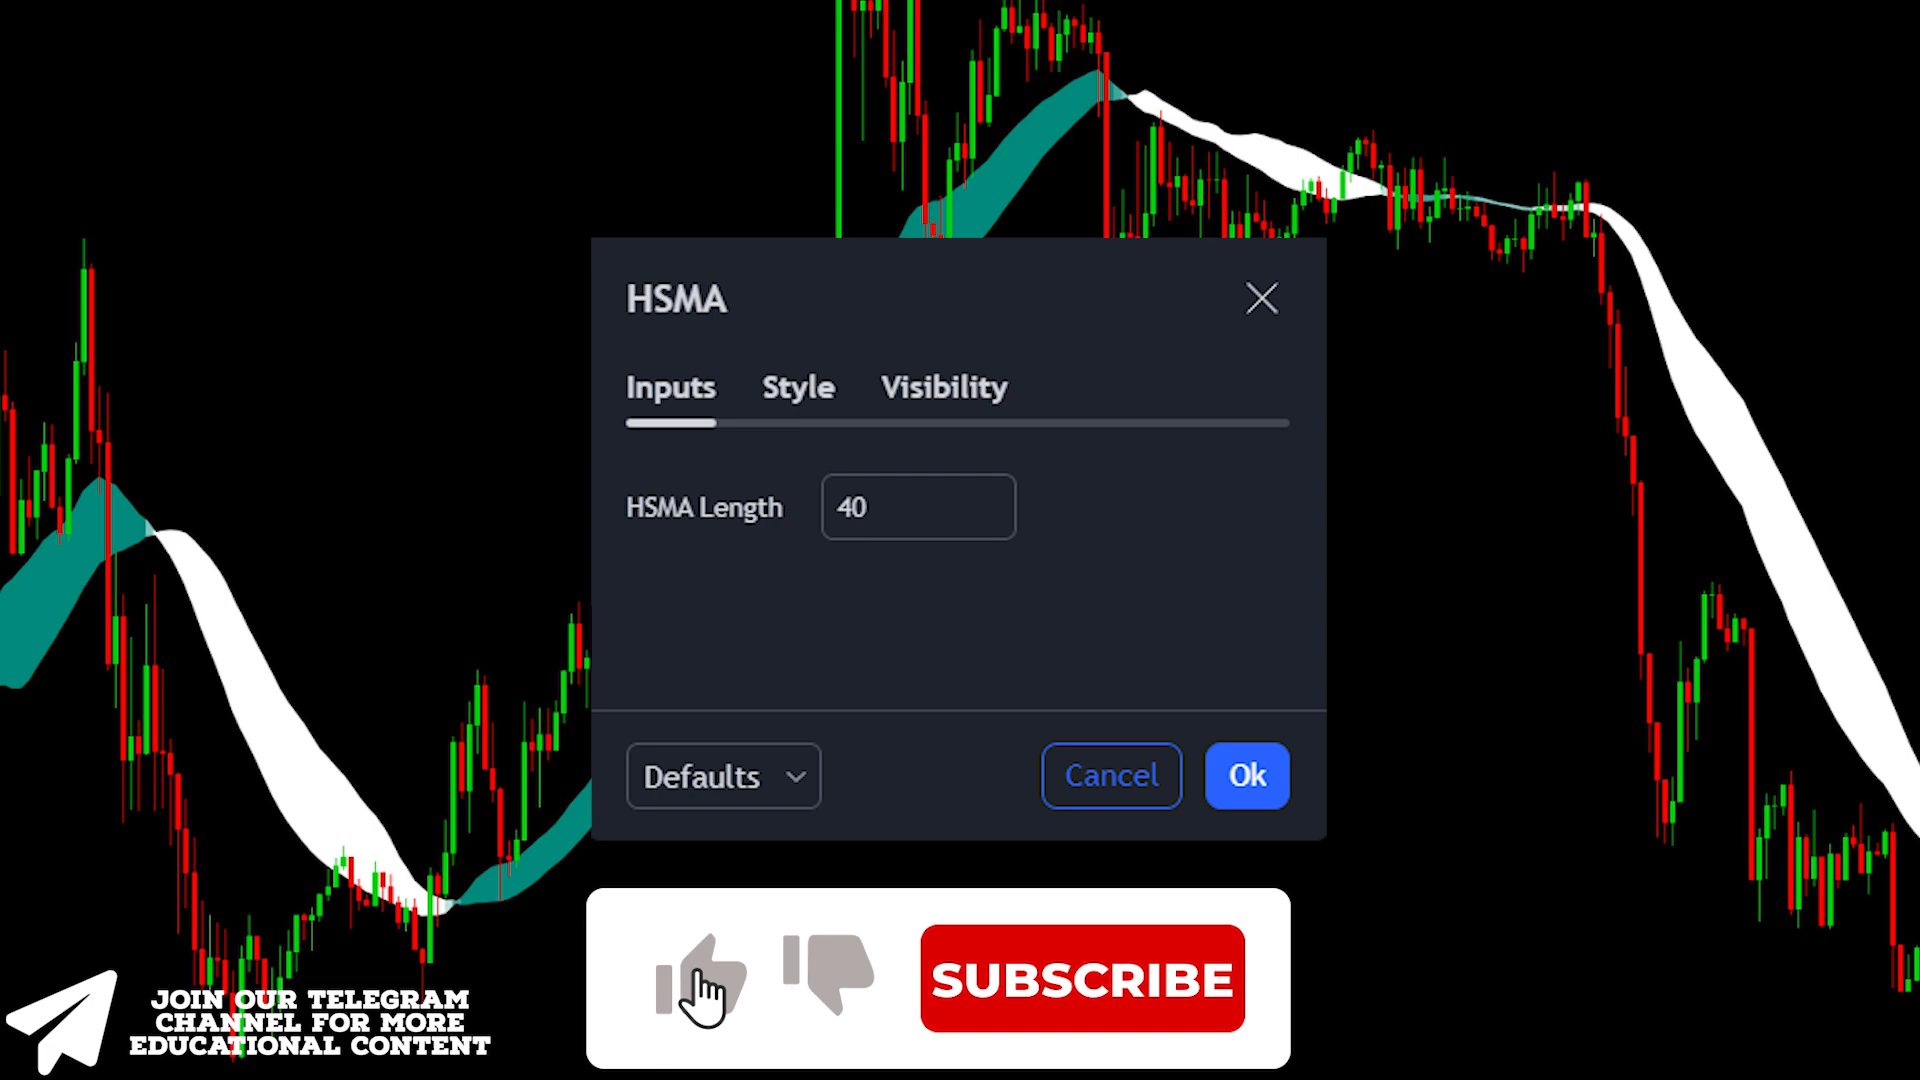 HSMA
Inputs Style Visibility
HSMA Length 40
Defaults Cancel Ok
SUBSCRIBE
JOIN OUR TELEGRAM
CHANNEL FOR MORE
EDUCATIONAL CONTENT